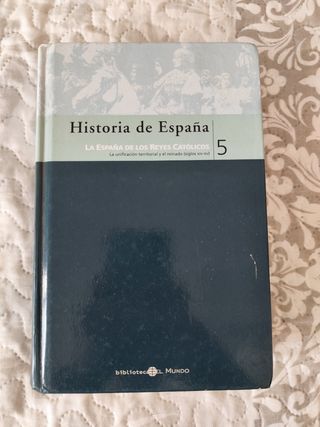 Historia de España
LA ESPAÑA DE LOS REYES CATÓLICOS 5
La unificación territorial y el reinado (siglos XIV-XVI)
biblioteca EL MUNDO